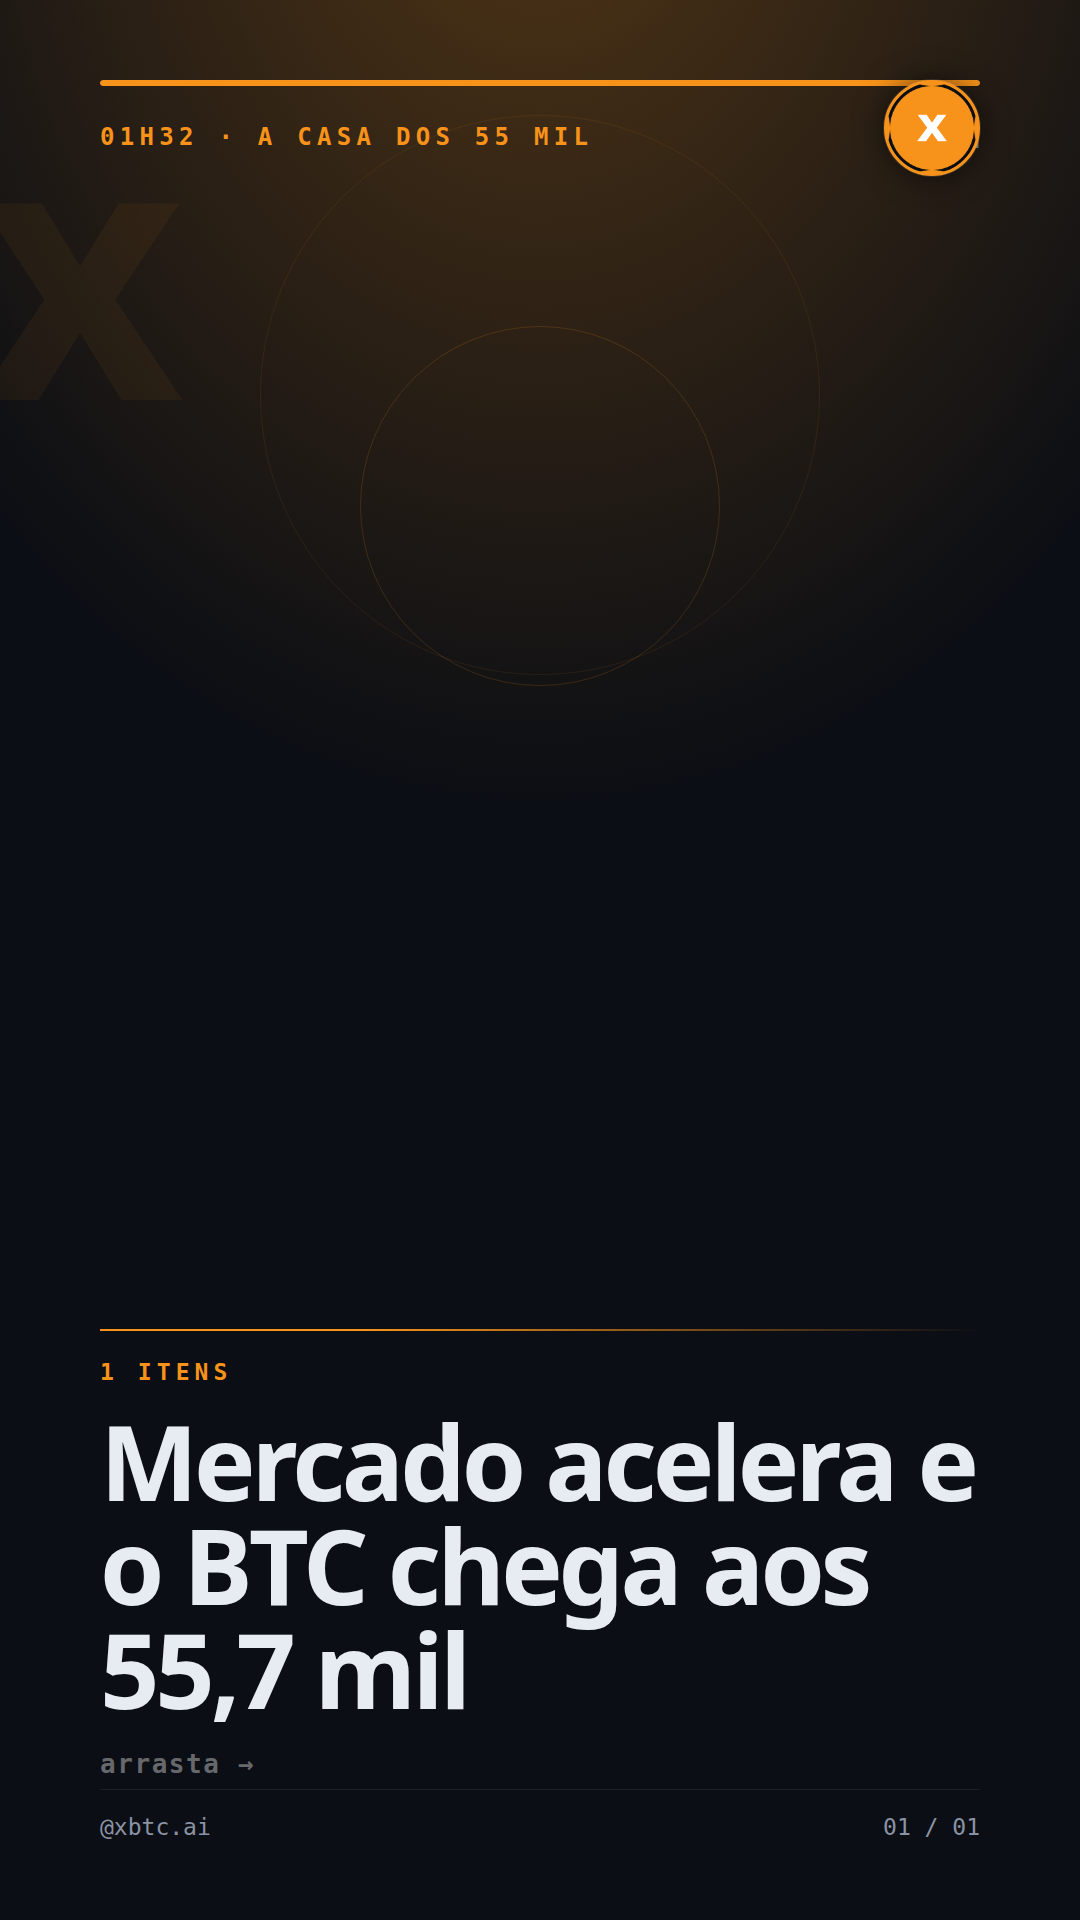 01H32 · A CASA DOS 55 MIL
X
X
1 ITENS
Mercado acelera e
o BTC chega aos
55,7 mil
arrasta →
@xbtc.ai
01 / 01